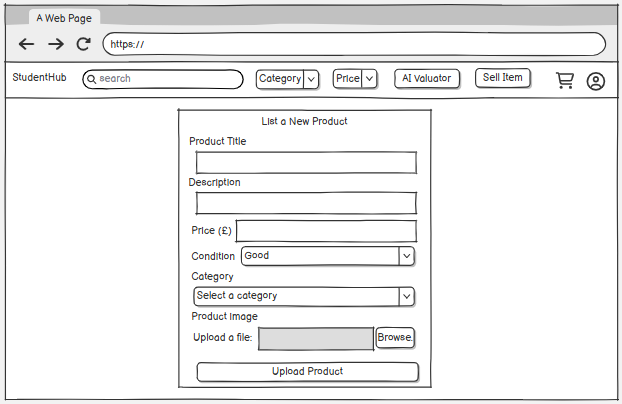 A Web Page
https://
StudentHub search Category Price AI Valuator Sell Item
List a New Product
Product Title
Description
Price (£)
Condition Good
Category
Select a category
Product Image
Upload a file: Browse.
Upload Product